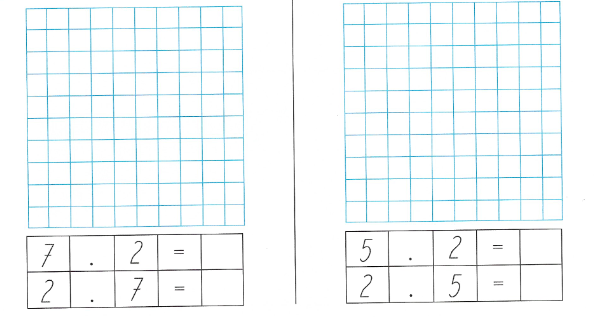 7 . 2 =
2 . 7 =
5 . 2 =
2 . 5 =